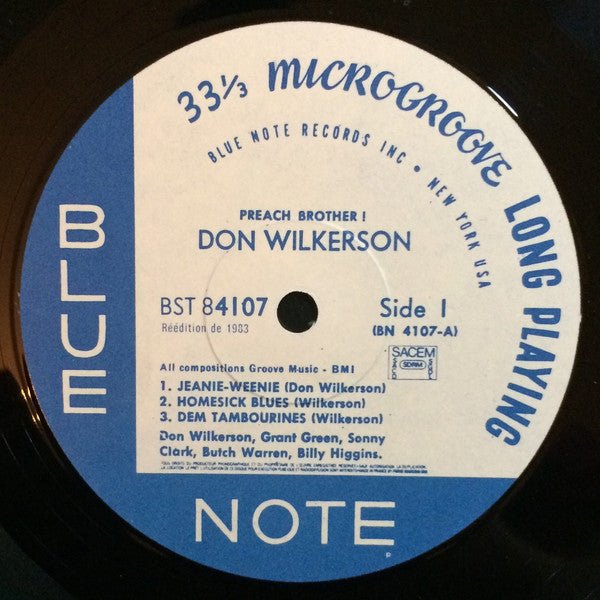 33⅓ MICROGROOVE LONG PLAYING
BLUE NOTE RECORDS INC • NEW YORK USA
PREACH BROTHER !
DON WILKERSON
BST 84107
Side 1
Réédition de 1983
(BN 4107-A)
All compositions Groove Music - BMI
SACEM
SDRM
1. JEANIE-WEENIE (Don Wilkerson)
2. HOMESICK BLUES (Wilkerson)
3. DEM TAMBOURINES (Wilkerson)
Don Wilkerson, Grant Green, Sonny
Clark, Butch Warren, Billy Higgins.
BLUE
NOTE